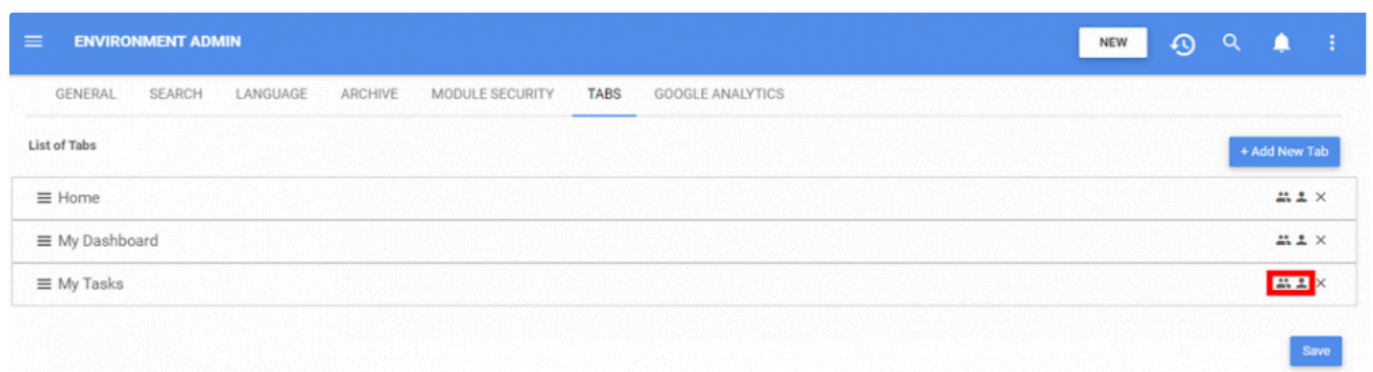 ENVIRONMENT ADMIN NEW
GENERAL SEARCH LANGUAGE ARCHIVE MODULE SECURITY TABS GOOGLE ANALYTICS
List of Tabs
+ Add New Tab
Home
My Dashboard
My Tasks
Save